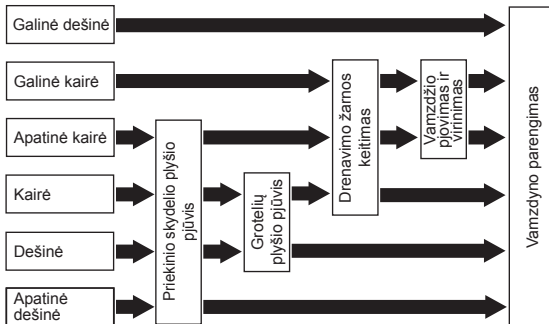 Galinė dešinė
Galinė kairė
Apatinė kairė
Kairė
Dešinė
Apatinė
dešinė
Priekinio skydelio plyšio
pjūvis
Grotelių
plyšio pjūvis
Drenavimo žarnos
keitimas
Vamzdžio
pjovimas ir
virinimas
Vamzdyno parengimas